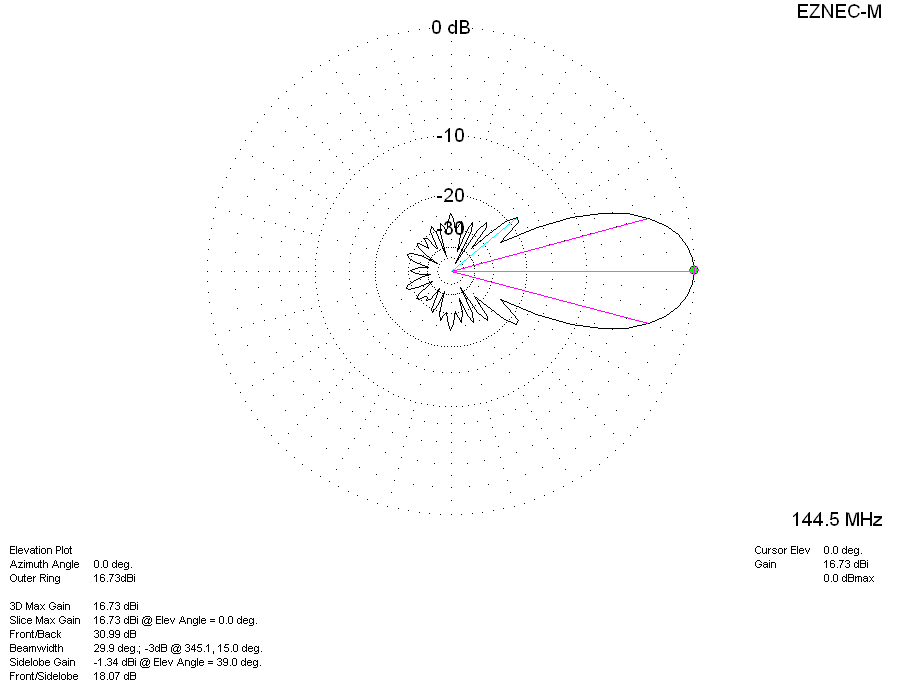 EZNEC-M
0 dB
-10
-20
-30
144.5 MHz
Elevation Plot
Azimuth Angle 0.0 deg.
Outer Ring 16.73dBi
3D Max Gain 16.73 dBi
Slice Max Gain 16.73 dBi @ Elev Angle = 0.0 deg.
Front/Back 30.99 dB
Beamwidth 29.9 deg.; -3dB @ 345.1, 15.0 deg.
Sidelobe Gain -1.34 dBi @ Elev Angle = 39.0 deg.
Front/Sidelobe 18.07 dB
Cursor Elev 0.0 deg.
Gain 16.73 dBi
0.0 dBmax